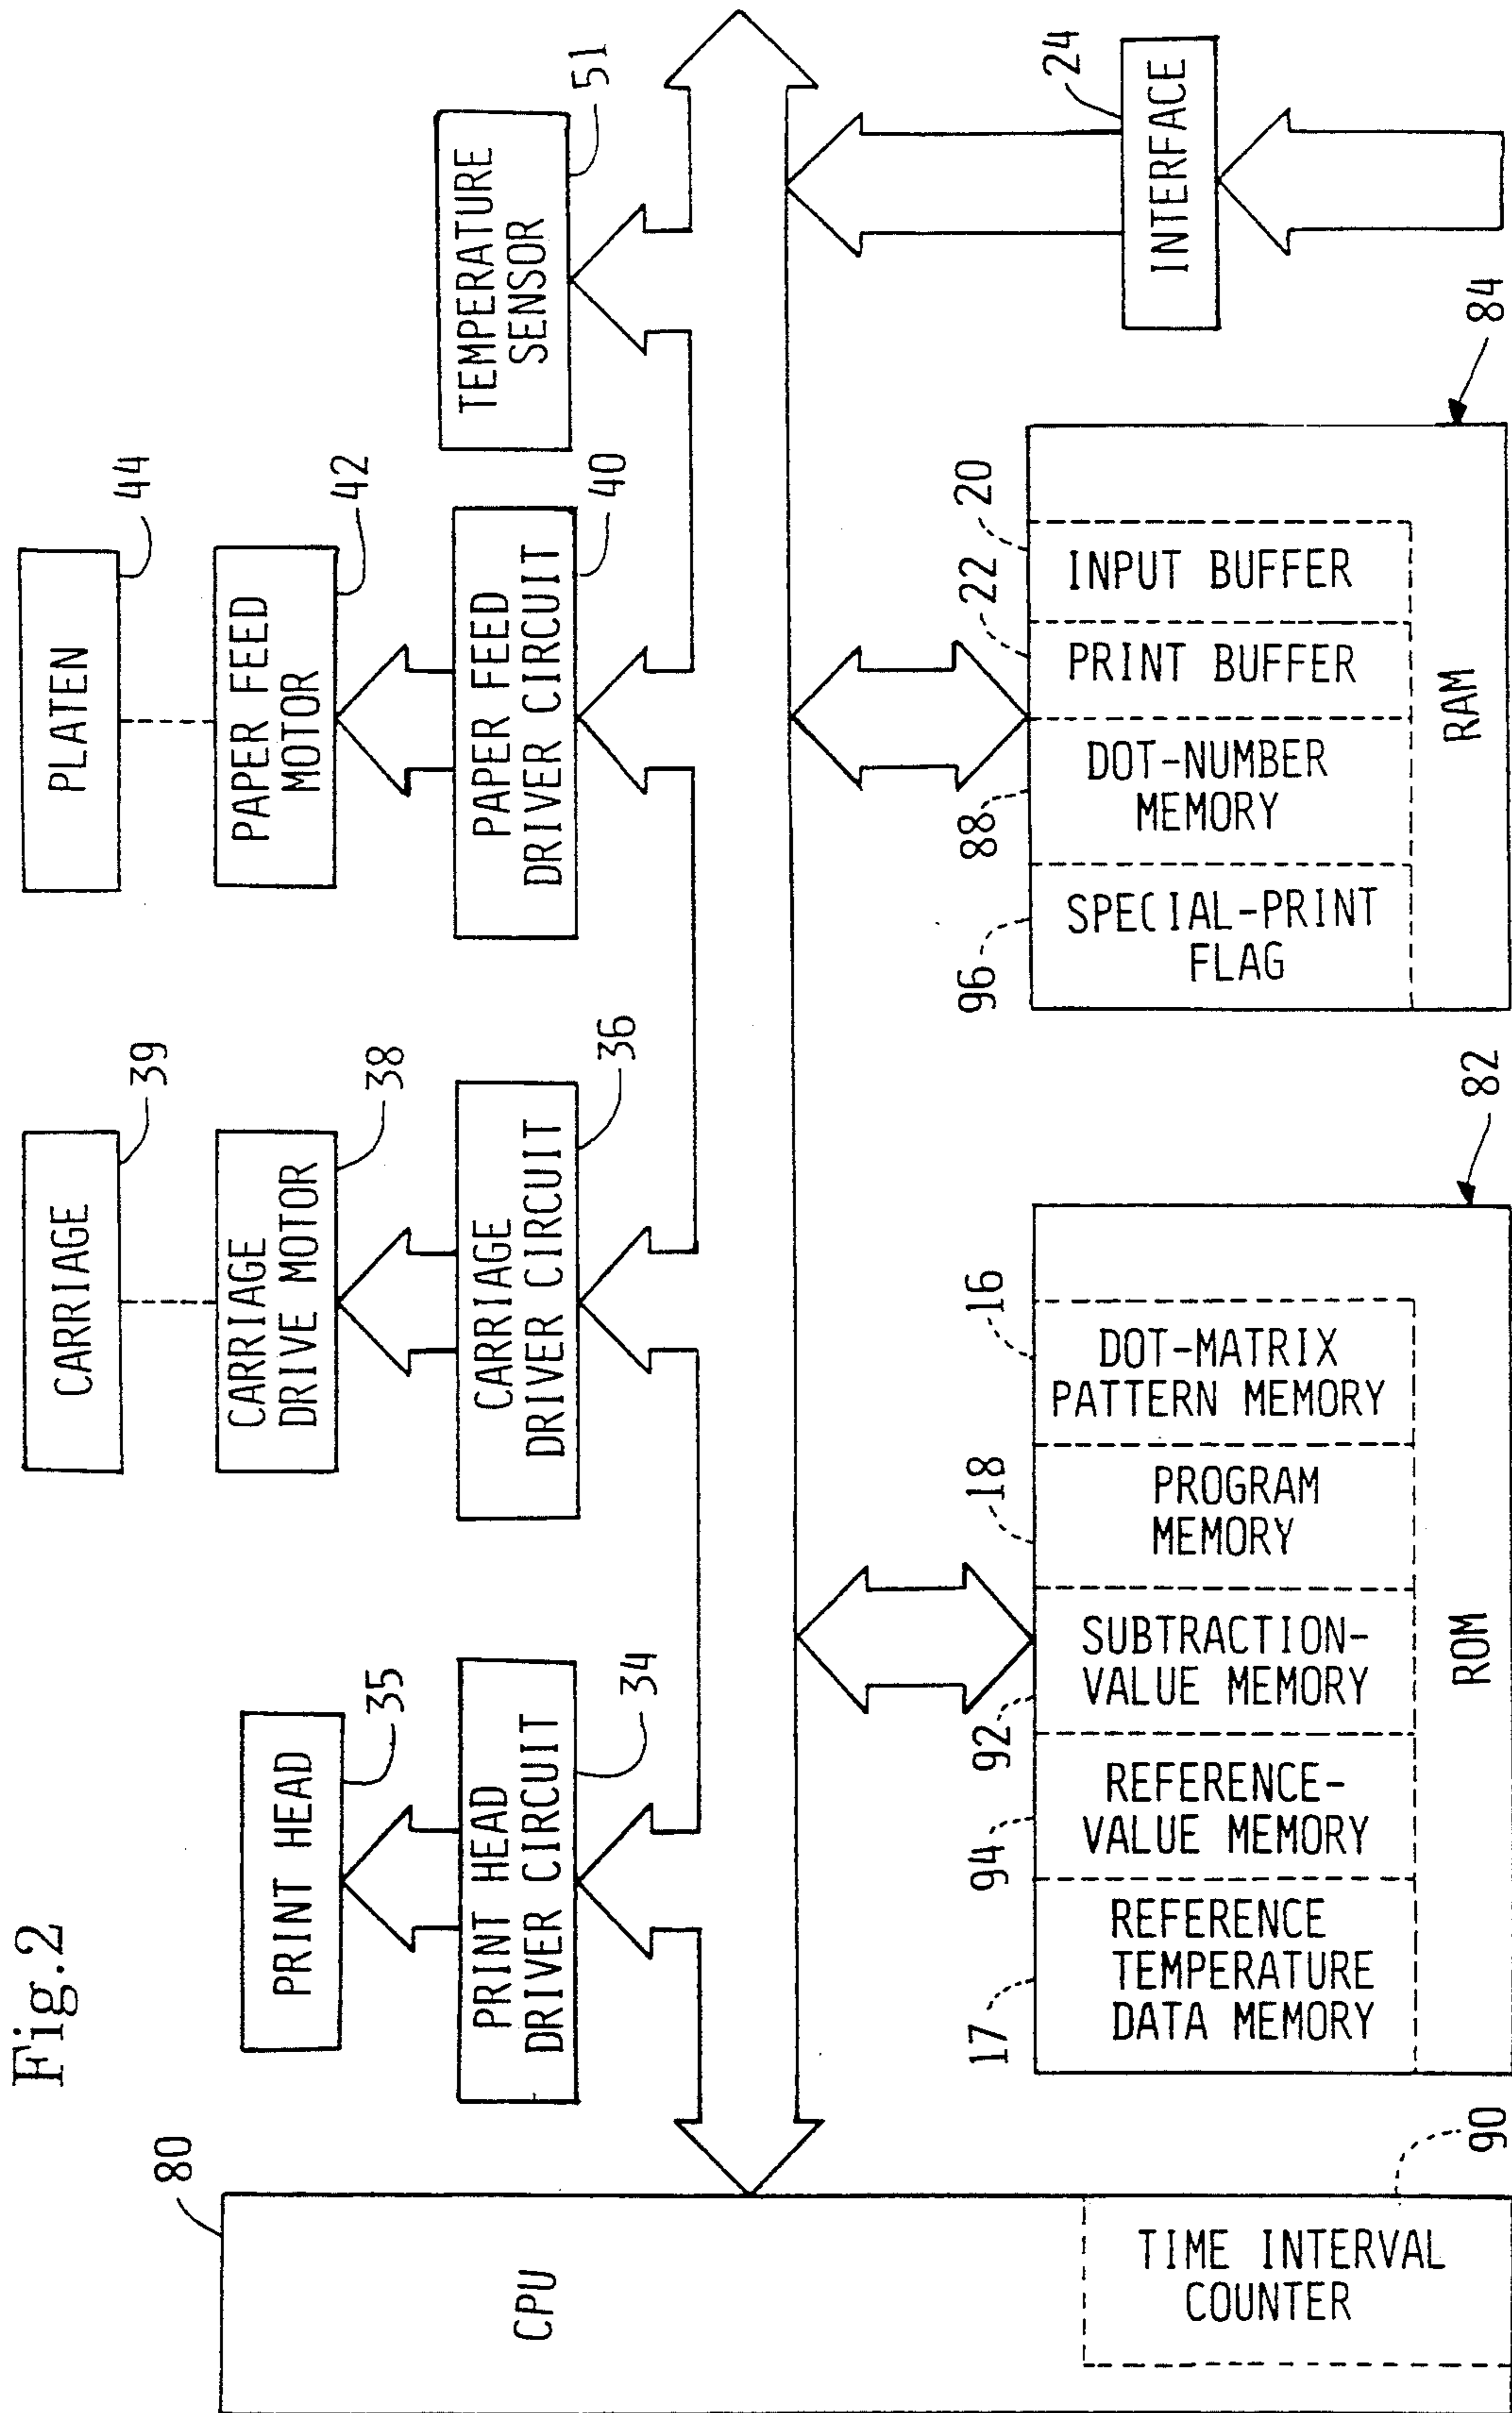 Fig.2
80
CPU
TIME INTERVAL
COUNTER
90
PRINT HEAD
35
PRINT HEAD
DRIVER CIRCUIT
34
CARRIAGE
39
CARRIAGE
DRIVE MOTOR
38
CARRIAGE
DRIVER CIRCUIT
36
PLATEN
44
PAPER FEED
MOTOR
42
PAPER FEED
DRIVER CIRCUIT
40
TEMPERATURE
SENSOR
51
17
REFERENCE
TEMPERATURE
DATA MEMORY
94
REFERENCE-
VALUE MEMORY
92
SUBTRACTION-
VALUE MEMORY
18
PROGRAM
MEMORY
16
DOT-MATRIX
PATTERN MEMORY
ROM
82
96
SPECIAL-PRINT
FLAG
88
DOT-NUMBER
MEMORY
22
PRINT BUFFER
20
INPUT BUFFER
RAM
84
INTERFACE
24